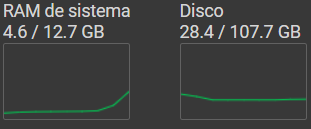 RAM de sistema
4.6 / 12.7 GB
Disco
28.4 / 107.7 GB